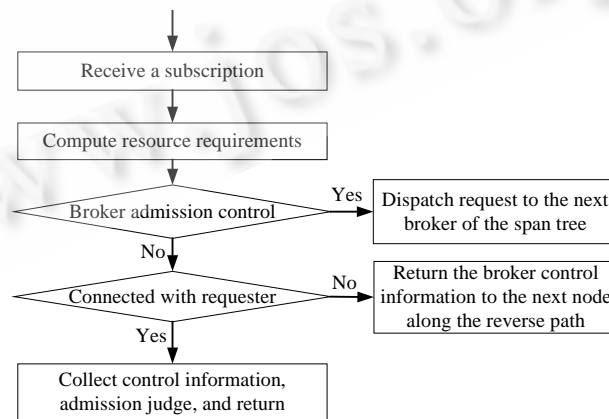 Receive a subscription
Compute resource requirements
Broker admission control
Yes
Dispatch request to the next
broker of the span tree
No
Connected with requester
No
Return the broker control
information to the next node
along the reverse path
Yes
Collect control information,
admission judge, and return
www.jos.o